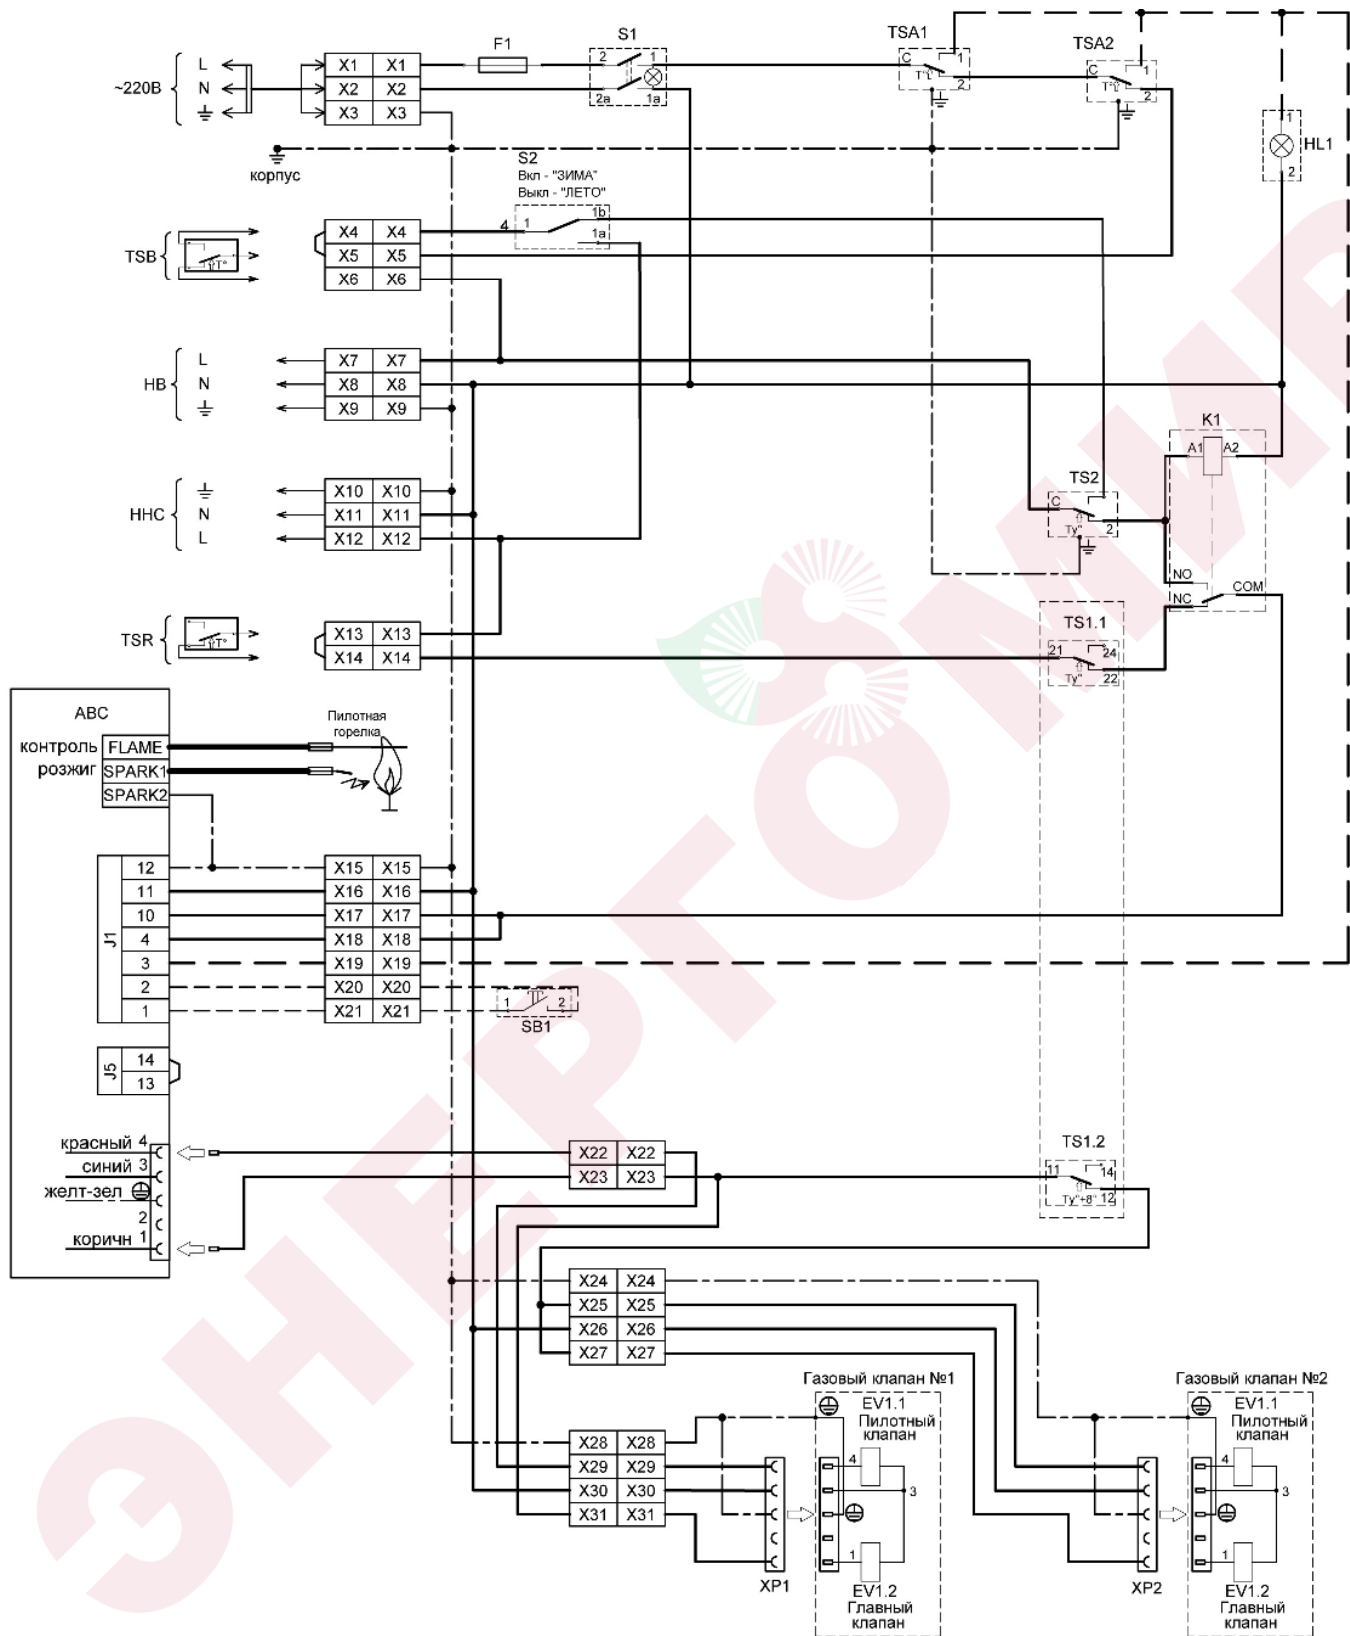 F1
S1
TSA1
TSA2
~220В
L
N
X1 X1
X2 X2
X3 X3
2 1
2a 1a
C 1
T°
2
C 1
T°
2
1
HL1
2
корпус
S2
Вкл - "ЗИМА"
Выкл - "ЛЕТО"
TSB
T°
X4 X4
X5 X5
X6 X6
4 1 1b
1a
НВ
L
N
X7 X7
X8 X8
X9 X9
K1
A1 A2
ННС
N
L
X10 X10
X11 X11
X12 X12
TS2
C
Ту"
2
NO
NC
COM
TSR
T°
X13 X13
X14 X14
TS1.1
21 24
Ту"
22
АВС
контроль FLAME
розжиг SPARK1
SPARK2
Пилотная
горелка
J1
12 X15 X15
11 X16 X16
10 X17 X17
4 X18 X18
3 X19 X19
2 X20 X20
1 X21 X21
1 2
SB1
J5
14
13
красный 4
синий 3
желт-зел
2
коричн 1
X22 X22
X23 X23
TS1.2
11 14
Ту"+8" 12
X24 X24
X25 X25
X26 X26
X27 X27
Газовый клапан №1
EV1.1
Пилотный
клапан
4
3
1
EV1.2
Главный
клапан
XP1
X28 X28
X29 X29
X30 X30
X31 X31
Газовый клапан №2
EV1.1
Пилотный
клапан
4
3
1
EV1.2
Главный
клапан
XP2
ЭНЕРГОМИР